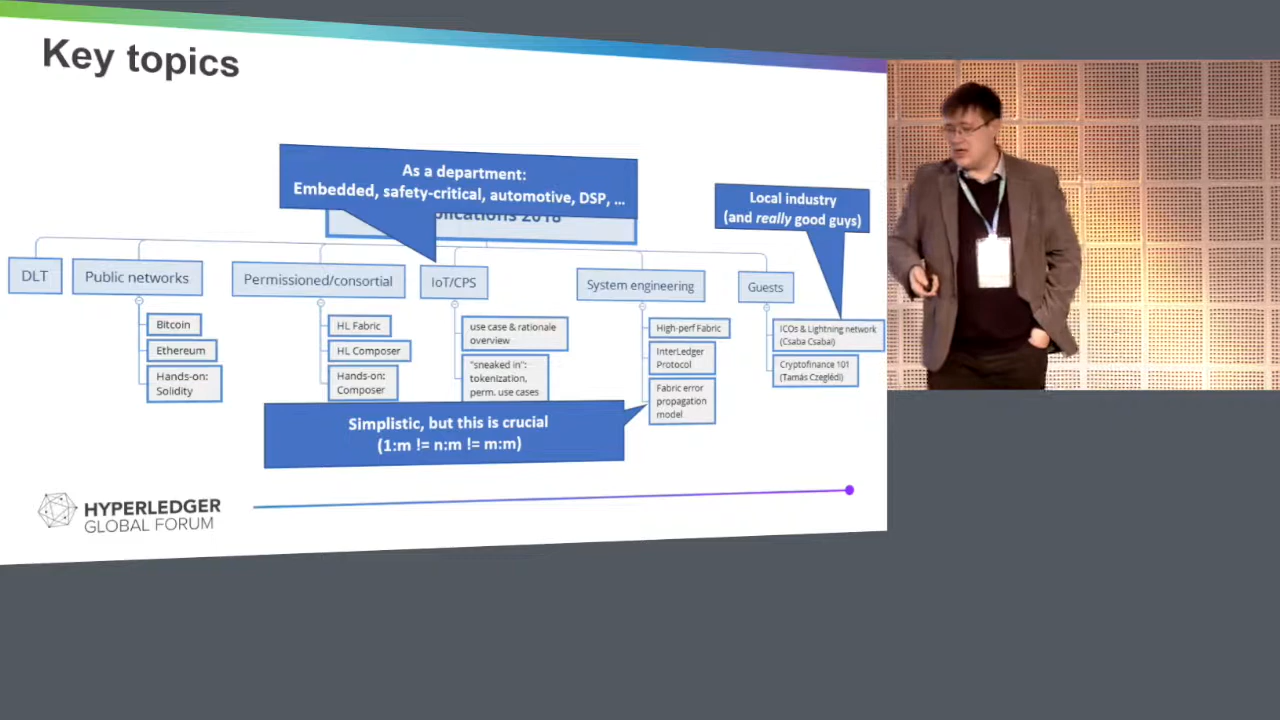 Key topics
As a department:
Embedded, safety-critical, automotive, DSP, ...
2018
Local industry
(and really good guys)
DLT
Public networks
Permissioned/consortial
IoT/CPS
System engineering
Guests
Bitcoin
Ethereum
Hands-on:
Solidity
HL Fabric
HL Composer
Hands-on:
Composer
use case & rationale
overview
"sneaked in":
tokenization,
perm. use cases
High-perf Fabric
InterLedger
Protocol
Fabric error
propagation
model
ICOs & Lightning network
(Csaba Csabai)
Cryptofinance 101
(Tamás Czeglédi)
Simplistic, but this is crucial
(1:m != n:m != m:m)
HYPERLEDGER
GLOBAL FORUM